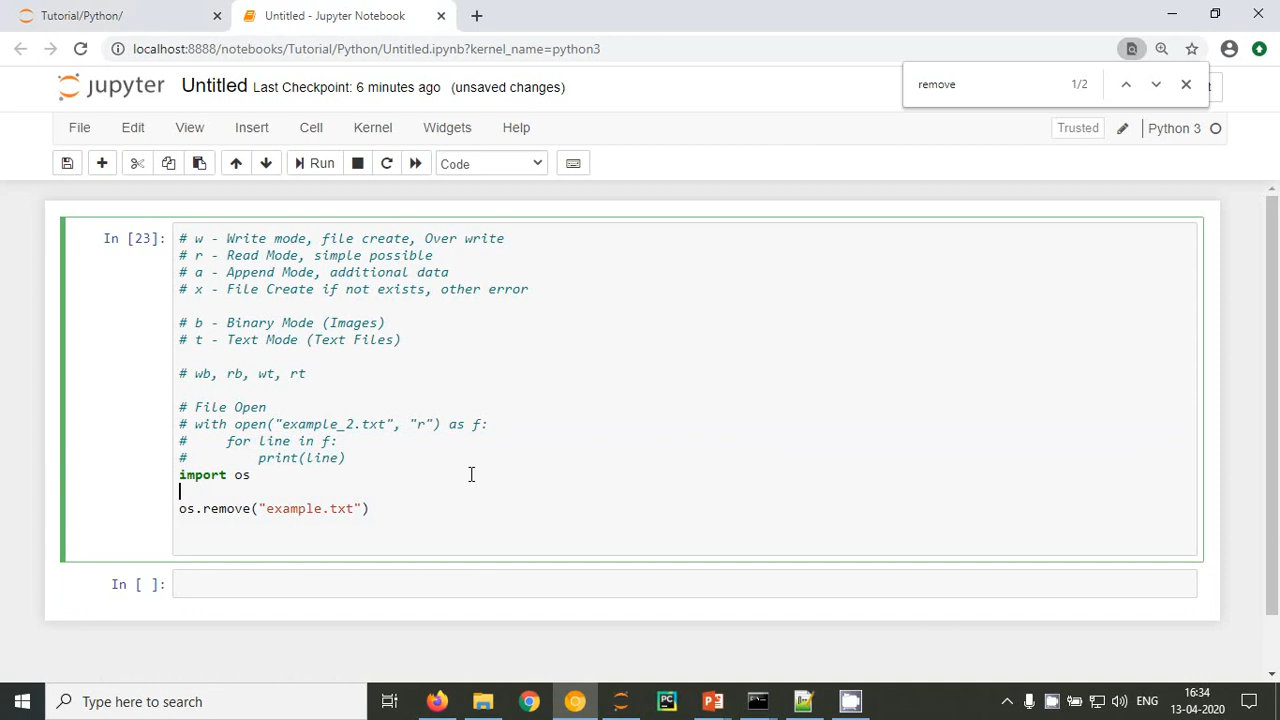 Tutorial/Python/
Untitled - Jupyter Notebook
localhost:8888/notebooks/Tutorial/Python/Untitled.ipynb?kernel_name=python3
remove 1/2
jupyter Untitled Last Checkpoint: 6 minutes ago (unsaved changes)
File Edit View Insert Cell Kernel Widgets Help
Trusted Python 3
Run Code
In [23]:
# w - Write mode, file create, Over write
# r - Read Mode, simple possible
# a - Append Mode, additional data
# x - File Create if not exists, other error
# b - Binary Mode (Images)
# t - Text Mode (Text Files)
# wb, rb, wt, rt
# File Open
# with open("example_2.txt", "r") as f:
#     for line in f:
#         print(line)
import os
os.remove("example.txt")
In [ ]:
Type here to search
ENG
16:34
13-04-2020